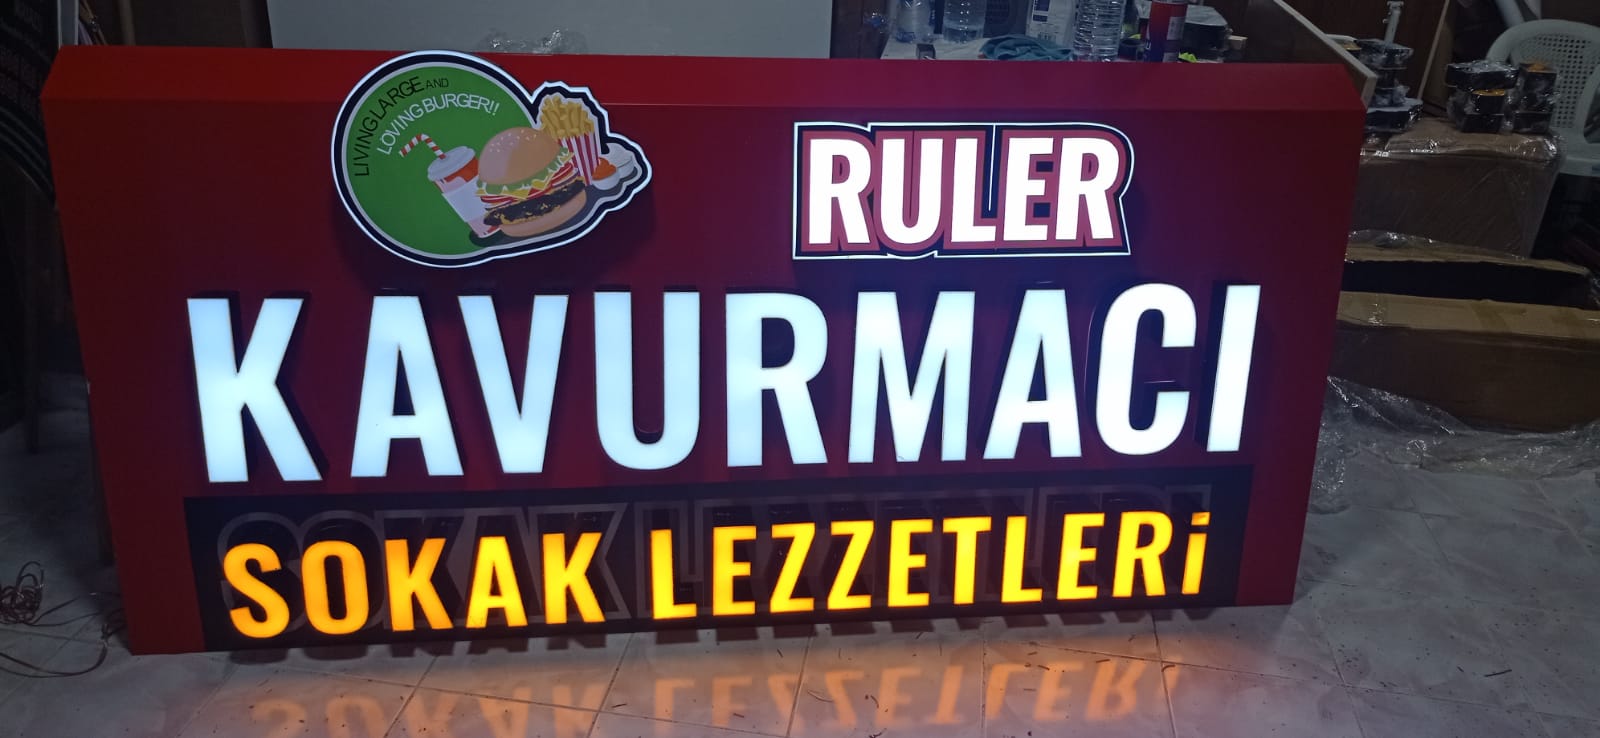 LIVING LARGE AND
LOVING BURGER!!
RULER
KAVURMACI
SOKAK LEZZETLERİ